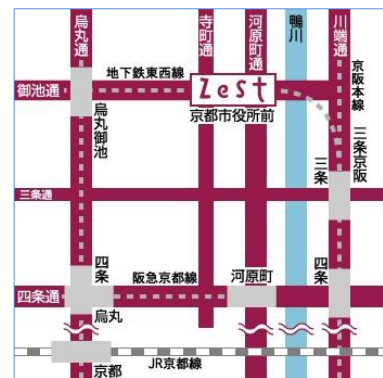 烏丸通
寺町通
河原町通
鴨川
川端通
地下鉄東西線
京阪本線
御池通
Zest
京都市役所前
烏丸御池
三条京阪
三条
三条通
四条
阪急京都線
河原町
四条
四条通
烏丸
JR京都線
京都